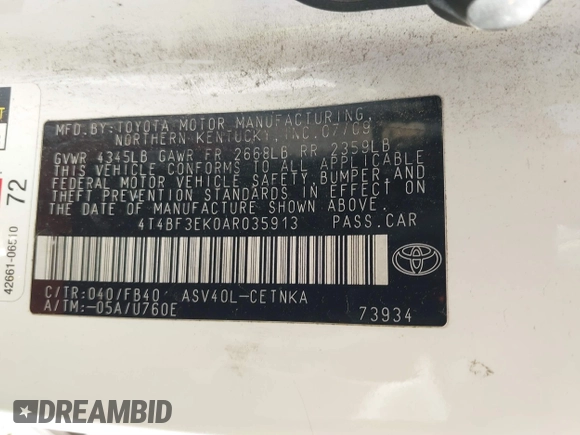 MFD.BY:TOYOTA MOTOR MANUFACTURING,
NORTHERN KENTUCKY,INC.07/09
GVWR 4345LB GAWR FR 2668LB RR 2359LB
THIS VEHICLE CONFORMS TO ALL APPLICABLE
FEDERAL MOTOR VEHICLE SAFETY,BUMPER AND
THEFT PREVENTION STANDARDS IN EFFECT ON
THE DATE OF MANUFACTURE SHOWN ABOVE.
4T4BF3EK0AR035913 PASS.CAR
C/TR:040/FB40 ASV40L-CETNKA
A/TM:-05A/U760E
73934
72
42661-06510
DREAMBID